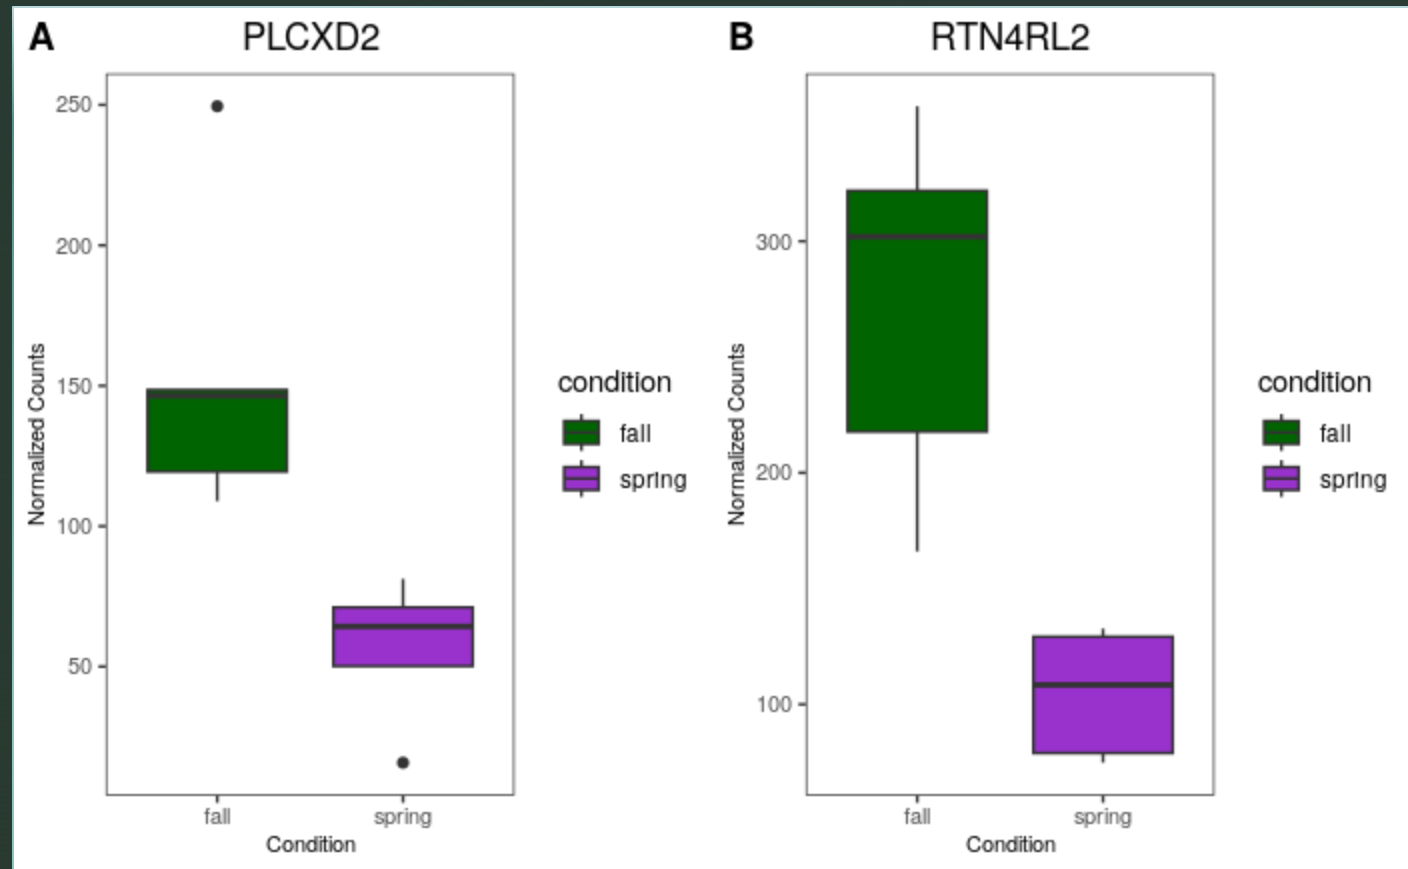 A
PLCXD2
250
200
150
100
50
Normalized Counts
fall
spring
Condition
condition
fall
spring
B
RTN4RL2
300
200
100
Normalized Counts
fall
spring
Condition
condition
fall
spring